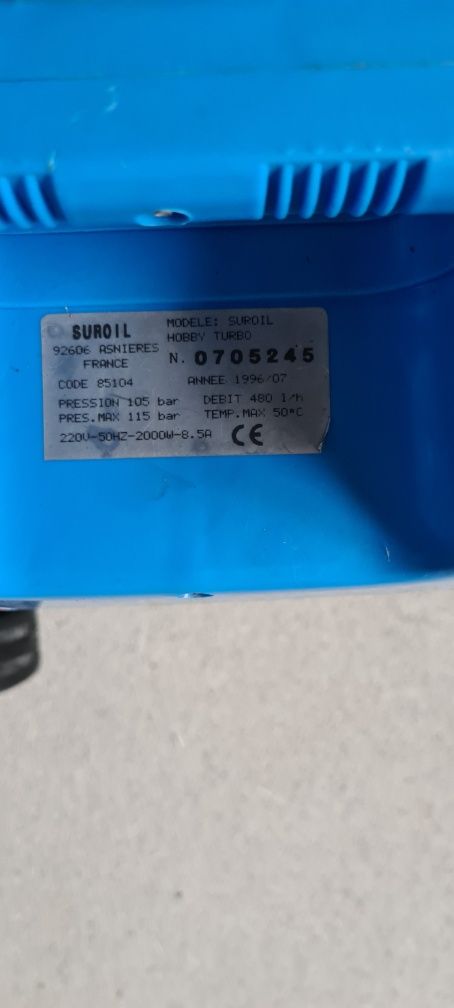 SUROIL
92606 ASNIERES
FRANCE
MODELE: SUROIL
HOBBY TURBO
N. 0705245
CODE 85104 ANNEE 1996/07
PRESSION 105 bar DEBIT 480 l/h
PRES.MAX 115 bar TEMP.MAX 50°C
220V-50HZ-2000W-8.5A CE